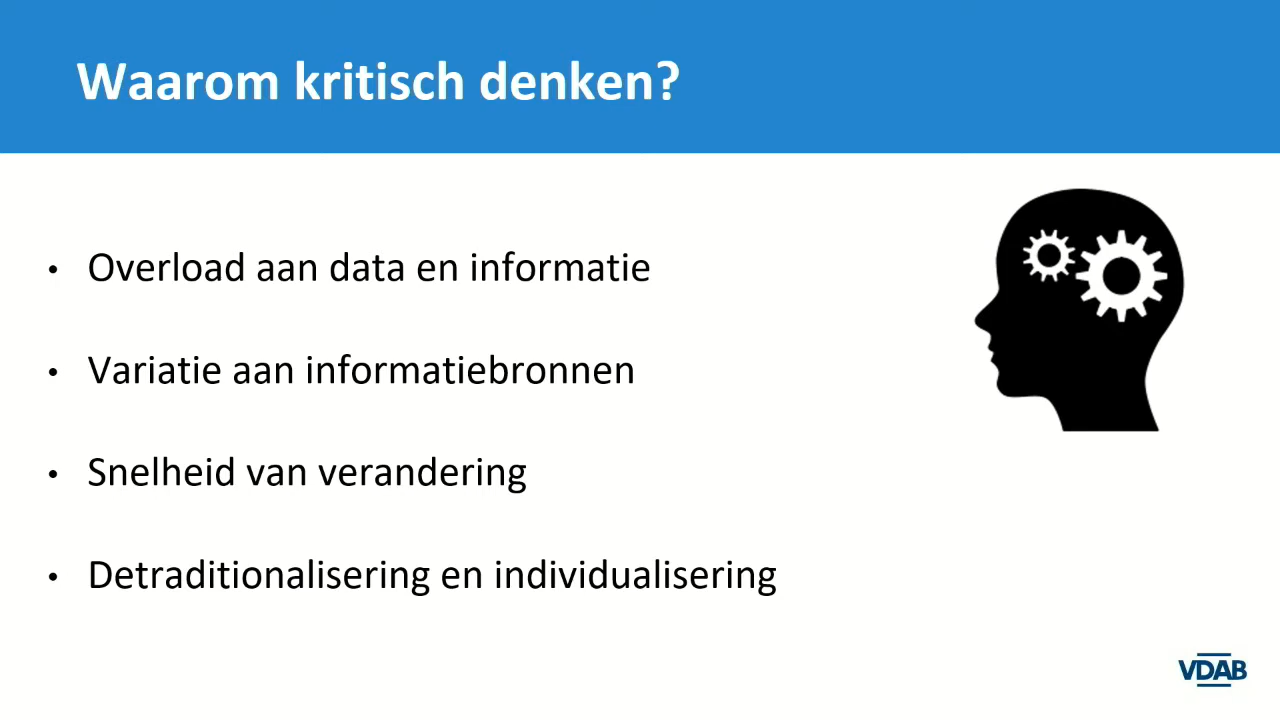 Waarom kritisch denken?
• Overload aan data en informatie
• Variatie aan informatiebronnen
• Snelheid van verandering
• Detraditionalisering en individualisering
VDAB